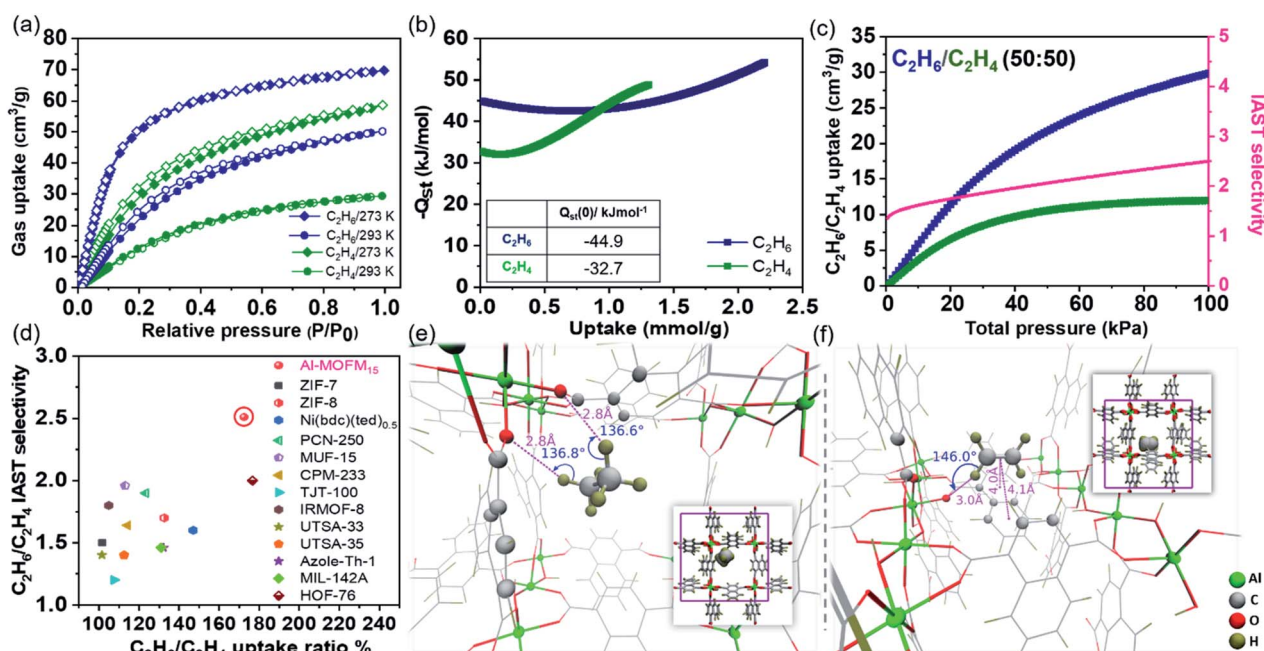 (a)
Gas uptake (cm³/g)
80
70
60
50
40
30
20
10
0
C₂H₆/273 K
C₂H₆/293 K
C₂H₄/273 K
C₂H₄/293 K
0.0 0.2 0.4 0.6 0.8 1.0
Relative pressure (P/P₀)
(b)
-Qst (kJ/mol)
60
50
40
30
20
10
0
Qst(0)/ kJmol⁻¹
C₂H₆ -44.9
C₂H₄ -32.7
C₂H₆
C₂H₄
0.0 0.5 1.0 1.5 2.0 2.5
Uptake (mmol/g)
(c)
C₂H₆/C₂H₄ uptake (cm³/g)
35
30
25
20
15
10
5
0
C₂H₆/C₂H₄ (50:50)
5
4
3
2
1
0
IAST selectivity
0 20 40 60 80 100
Total pressure (kPa)
(d)
C₂H₆/C₂H₄ IAST selectivity
3.0
2.5
2.0
1.5
1.0
Al-MOFM₁₅
ZIF-7
ZIF-8
Ni(bdc)(ted)₀.₅
PCN-250
MUF-15
CPM-233
TJT-100
IRMOF-8
UTSA-33
UTSA-35
Azole-Th-1
MIL-142A
HOF-76
100 120 140 160 180 200 220 240
C₂H₆/C₂H₄ uptake ratio %
(e)
2.8Å
136.6°
2.8Å
136.8°
(f)
146.0°
3.0Å
4.0Å
4.1Å
Al
C
O
H